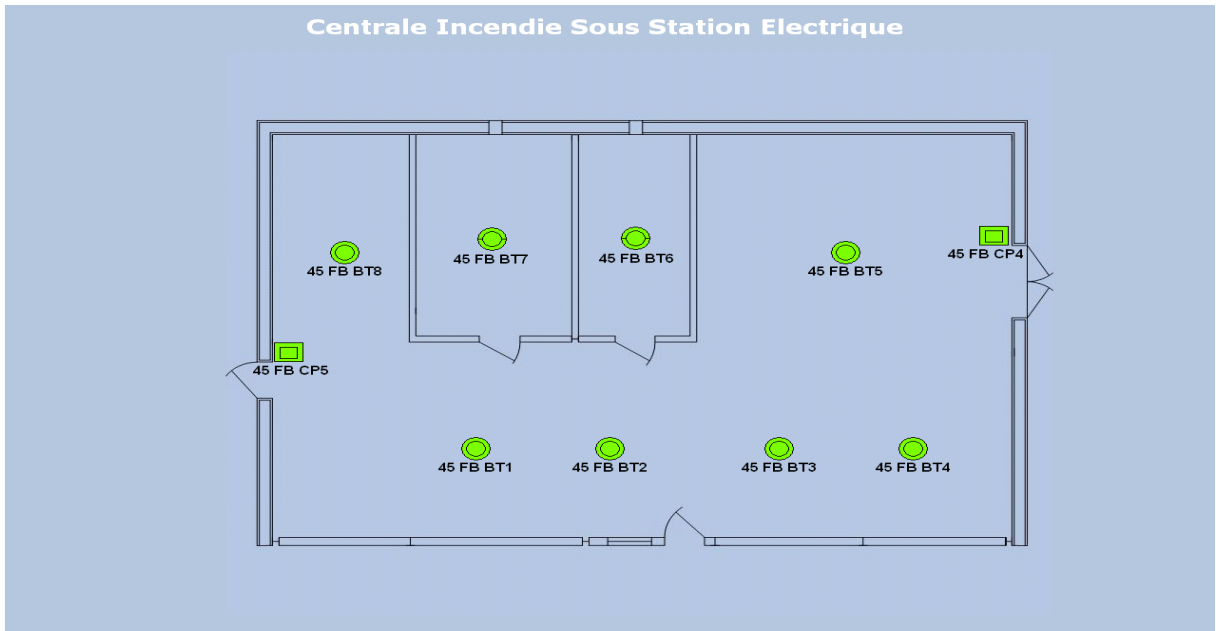 Centrale Incendie Sous Station Electrique
45 FB BT8
45 FB BT7
45 FB BT6
45 FB BT5
45 FB CP4
45 FB CP5
45 FB BT1
45 FB BT2
45 FB BT3
45 FB BT4